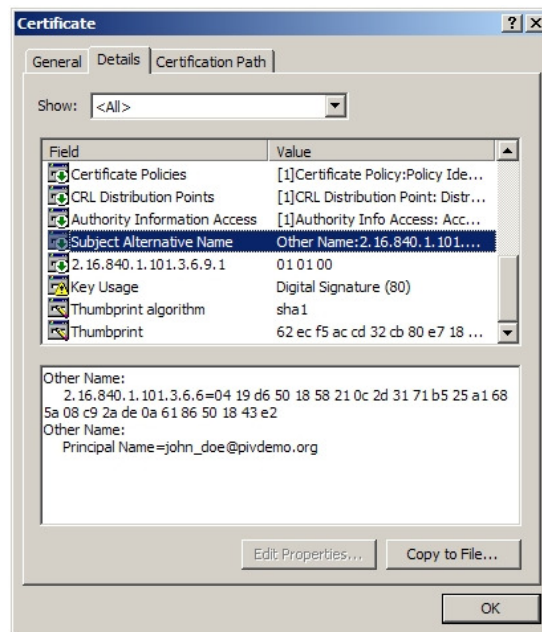 Certificate
General Details Certification Path
Show: <All>
Field Value
Certificate Policies [1]Certificate Policy:Policy Ide...
CRL Distribution Points [1]CRL Distribution Point: Distr...
Authority Information Access [1]Authority Info Access: Acc...
Subject Alternative Name Other Name:2.16.840.1.101....
2.16.840.1.101.3.6.9.1 01 01 00
Key Usage Digital Signature (80)
Thumbprint algorithm sha1
Thumbprint 62 ec f5 ac cd 32 cb 80 e7 18 ...
Other Name:
2.16.840.1.101.3.6.6=04 19 d6 50 18 58 21 0c 2d 31 71 b5 25 a1 68
5a 08 c9 2a de 0a 61 86 50 18 43 e2
Other Name:
Principal Name=john_doe@pivdemo.org
Edit Properties... Copy to File...
OK